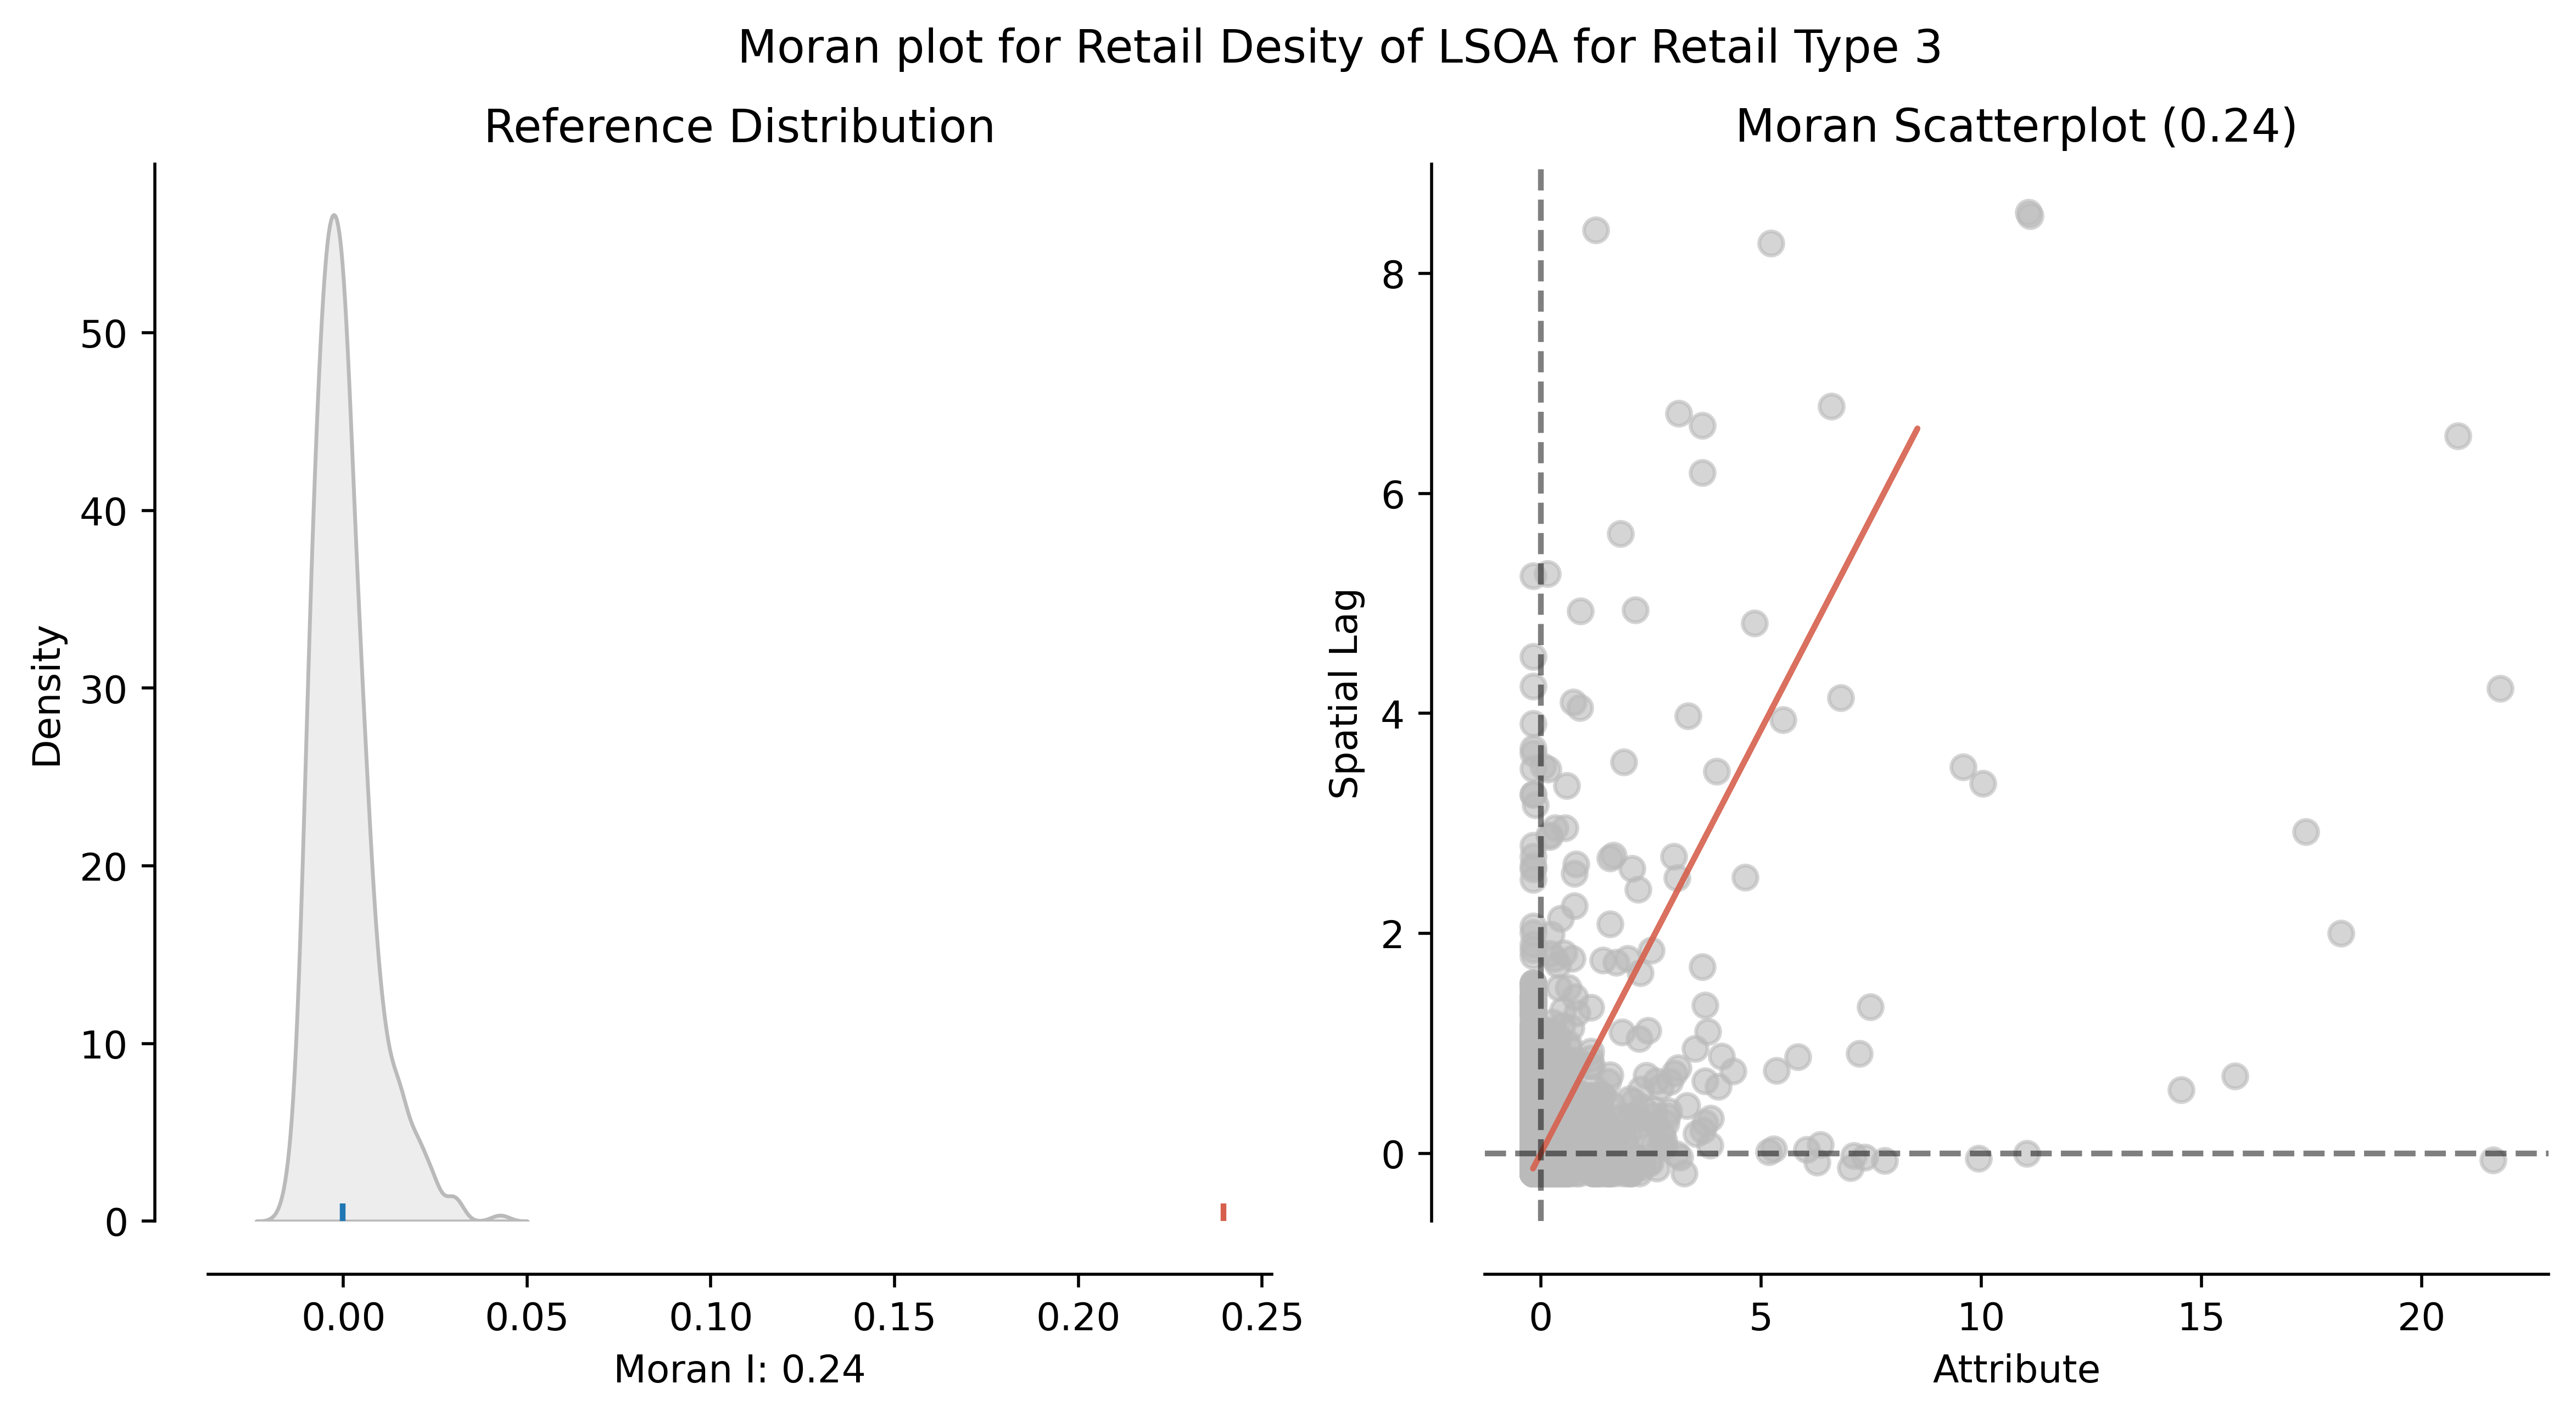 Moran plot for Retail Desity of LSOA for Retail Type 3
Reference Distribution
Density
50
40
30
20
10
0
0.00 0.05 0.10 0.15 0.20 0.25
Moran I: 0.24
Moran Scatterplot (0.24)
Spatial Lag
8
6
4
2
0
0 5 10 15 20
Attribute